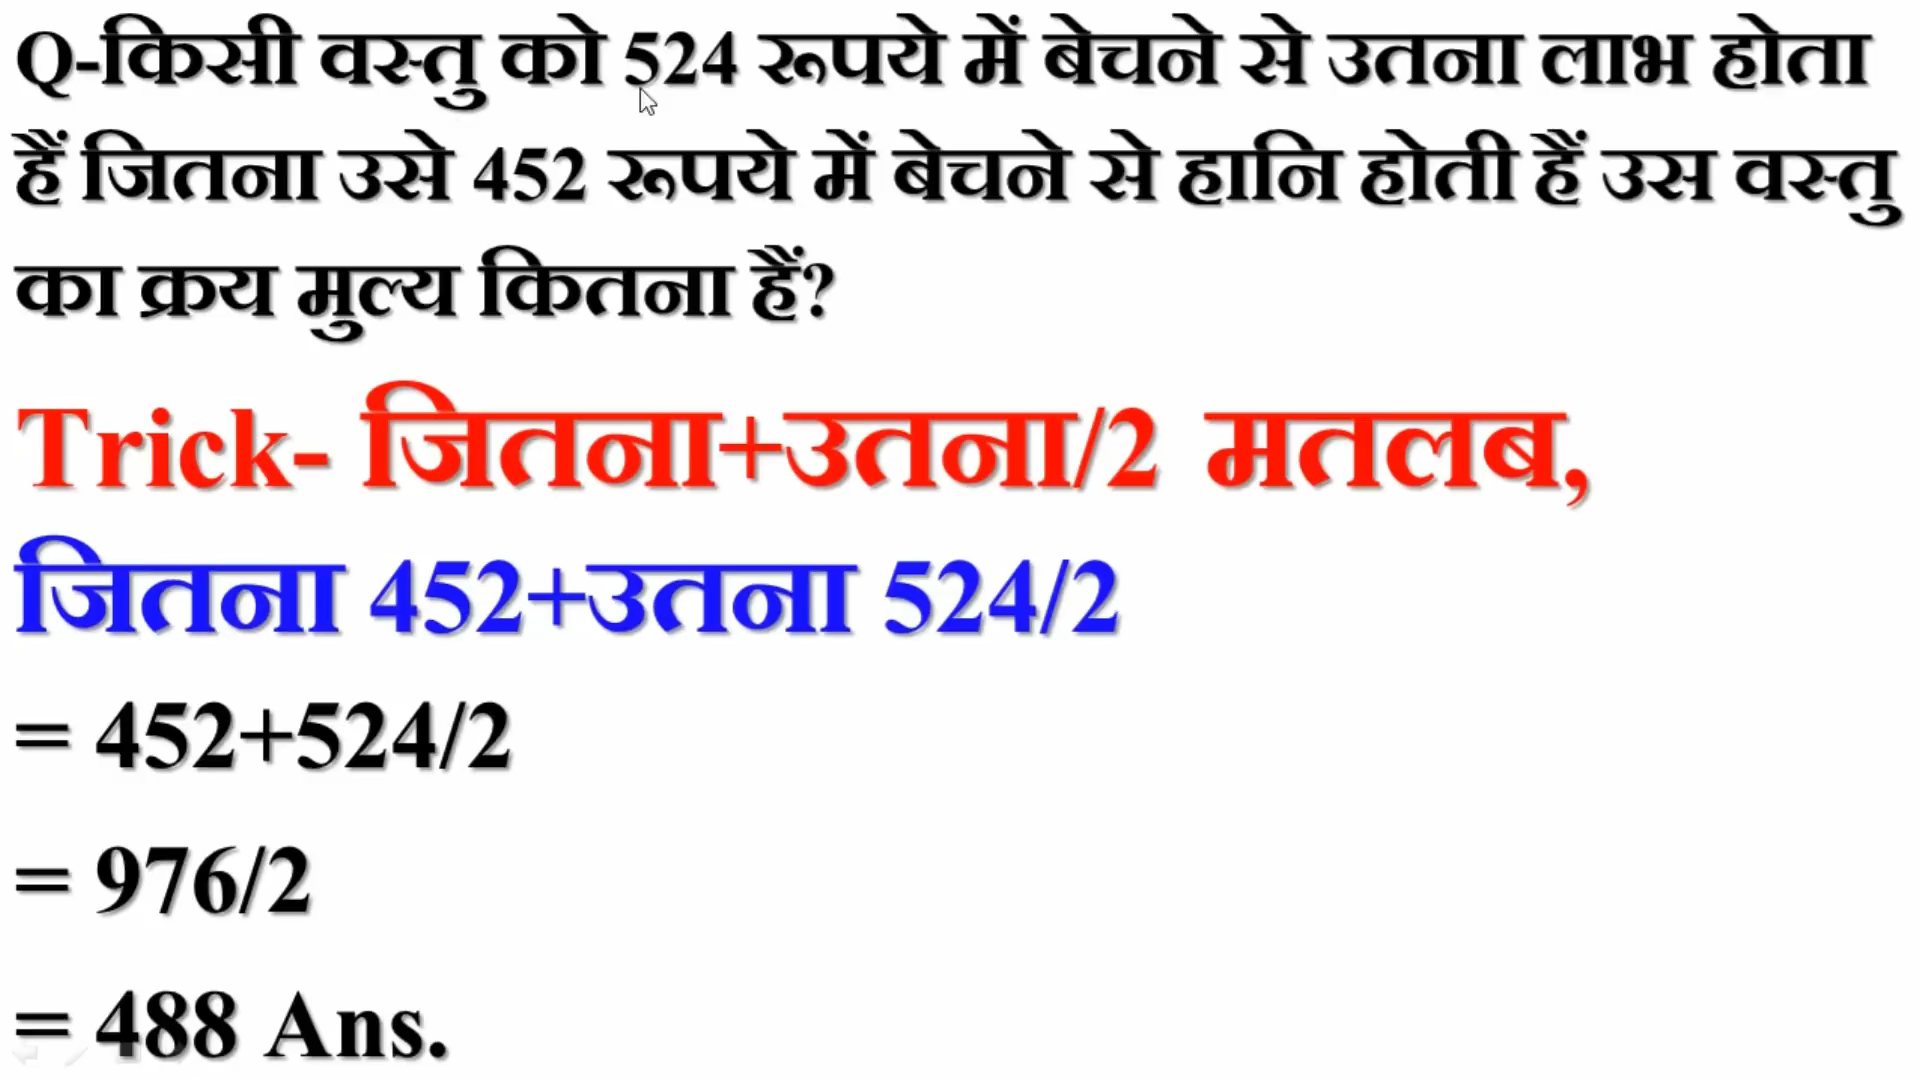 Q-किसी वस्तु को 524 रूपये में बेचने से उतना लाभ होता
हैं जितना उसे 452 रूपये में बेचने से हानि होती हैं उस वस्तु
का क्रय मुल्य कितना हैं?
Trick- जितना+उतना/2 मतलब,
जितना 452+उतना 524/2
= 452+524/2
= 976/2
= 488 Ans.